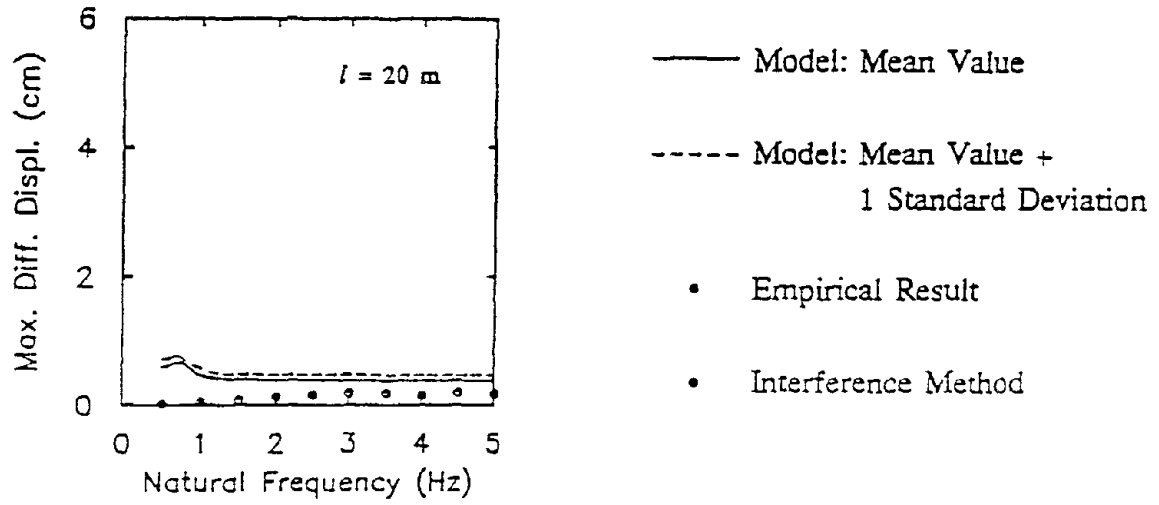 6
4
2
0
Max. Diff. Displ. (cm)
l = 20 m
0 1 2 3 4 5
Natural Frequency (Hz)
Model: Mean Value
Model: Mean Value +
1 Standard Deviation
Empirical Result
Interference Method